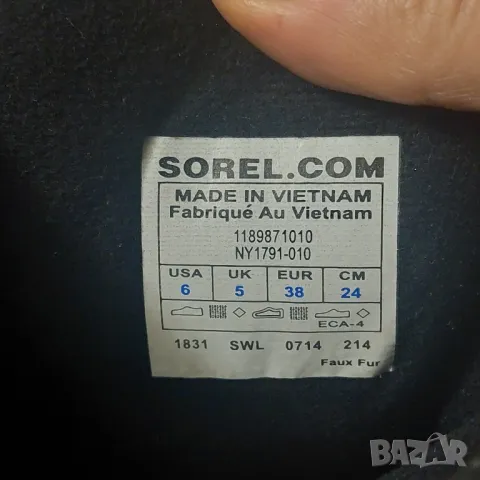 SOREL.COM
MADE IN VIETNAM
Fabriqué Au Vietnam
1189871010
NY1791-010
USA UK EUR CM
6 5 38 24
ECA-4
1831 SWL 0714 214
Faux Fur
BAZAR